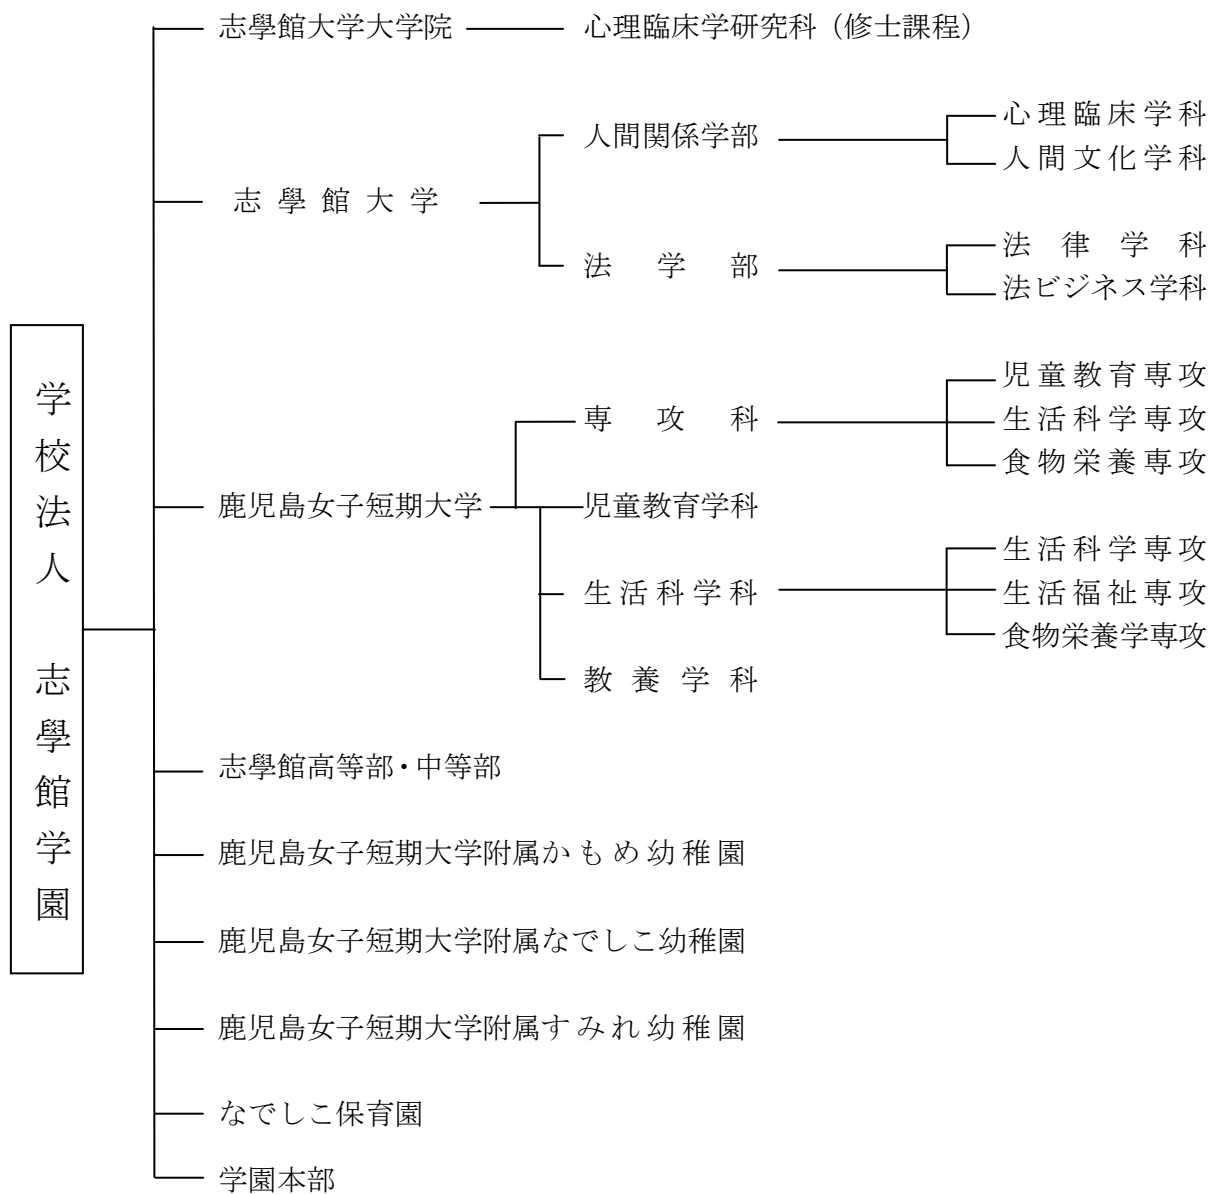 学校法人 志學館学園
志學館大学大学院
心理臨床学研究科（修士課程）
志學館大学
人間関係学部
心理臨床学科
人間文化学科
法学部
法律学科
法ビジネス学科
鹿児島女子短期大学
専攻科
児童教育専攻
生活科学専攻
食物栄養専攻
児童教育学科
生活科学科
生活科学専攻
生活福祉専攻
食物栄養学専攻
教養学科
志學館高等部・中等部
鹿児島女子短期大学附属かもめ幼稚園
鹿児島女子短期大学附属なでしこ幼稚園
鹿児島女子短期大学附属すみれ幼稚園
なでしこ保育園
学園本部